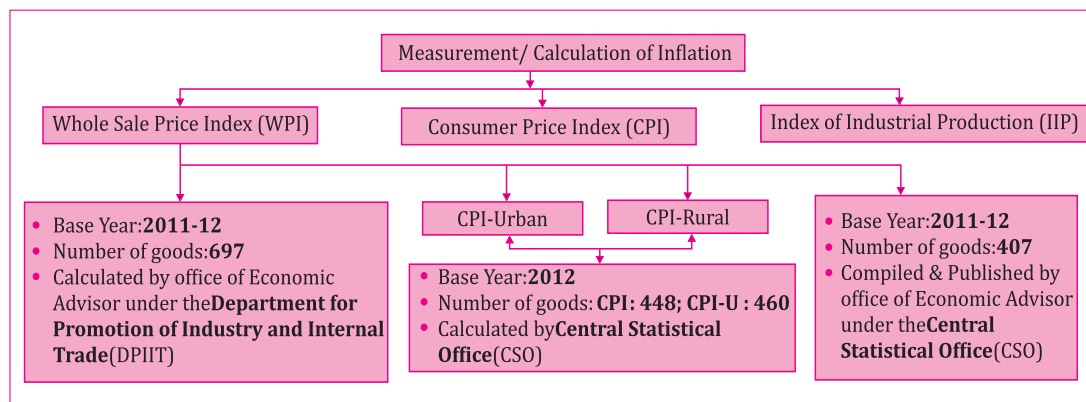 Measurement/ Calculation of Inflation
Whole Sale Price Index (WPI)
Consumer Price Index (CPI)
Index of Industrial Production (IIP)
• Base Year:2011-12
• Number of goods:697
• Calculated by office of Economic
Advisor under theDepartment for
Promotion of Industry and Internal
Trade(DPIIT)
CPI-Urban
CPI-Rural
• Base Year:2012
• Number of goods: CPI: 448; CPI-U : 460
• Calculated byCentral Statistical
Office(CSO)
• Base Year:2011-12
• Number of goods:407
• Compiled & Published by
office of Economic Advisor
under theCentral
Statistical Office(CSO)